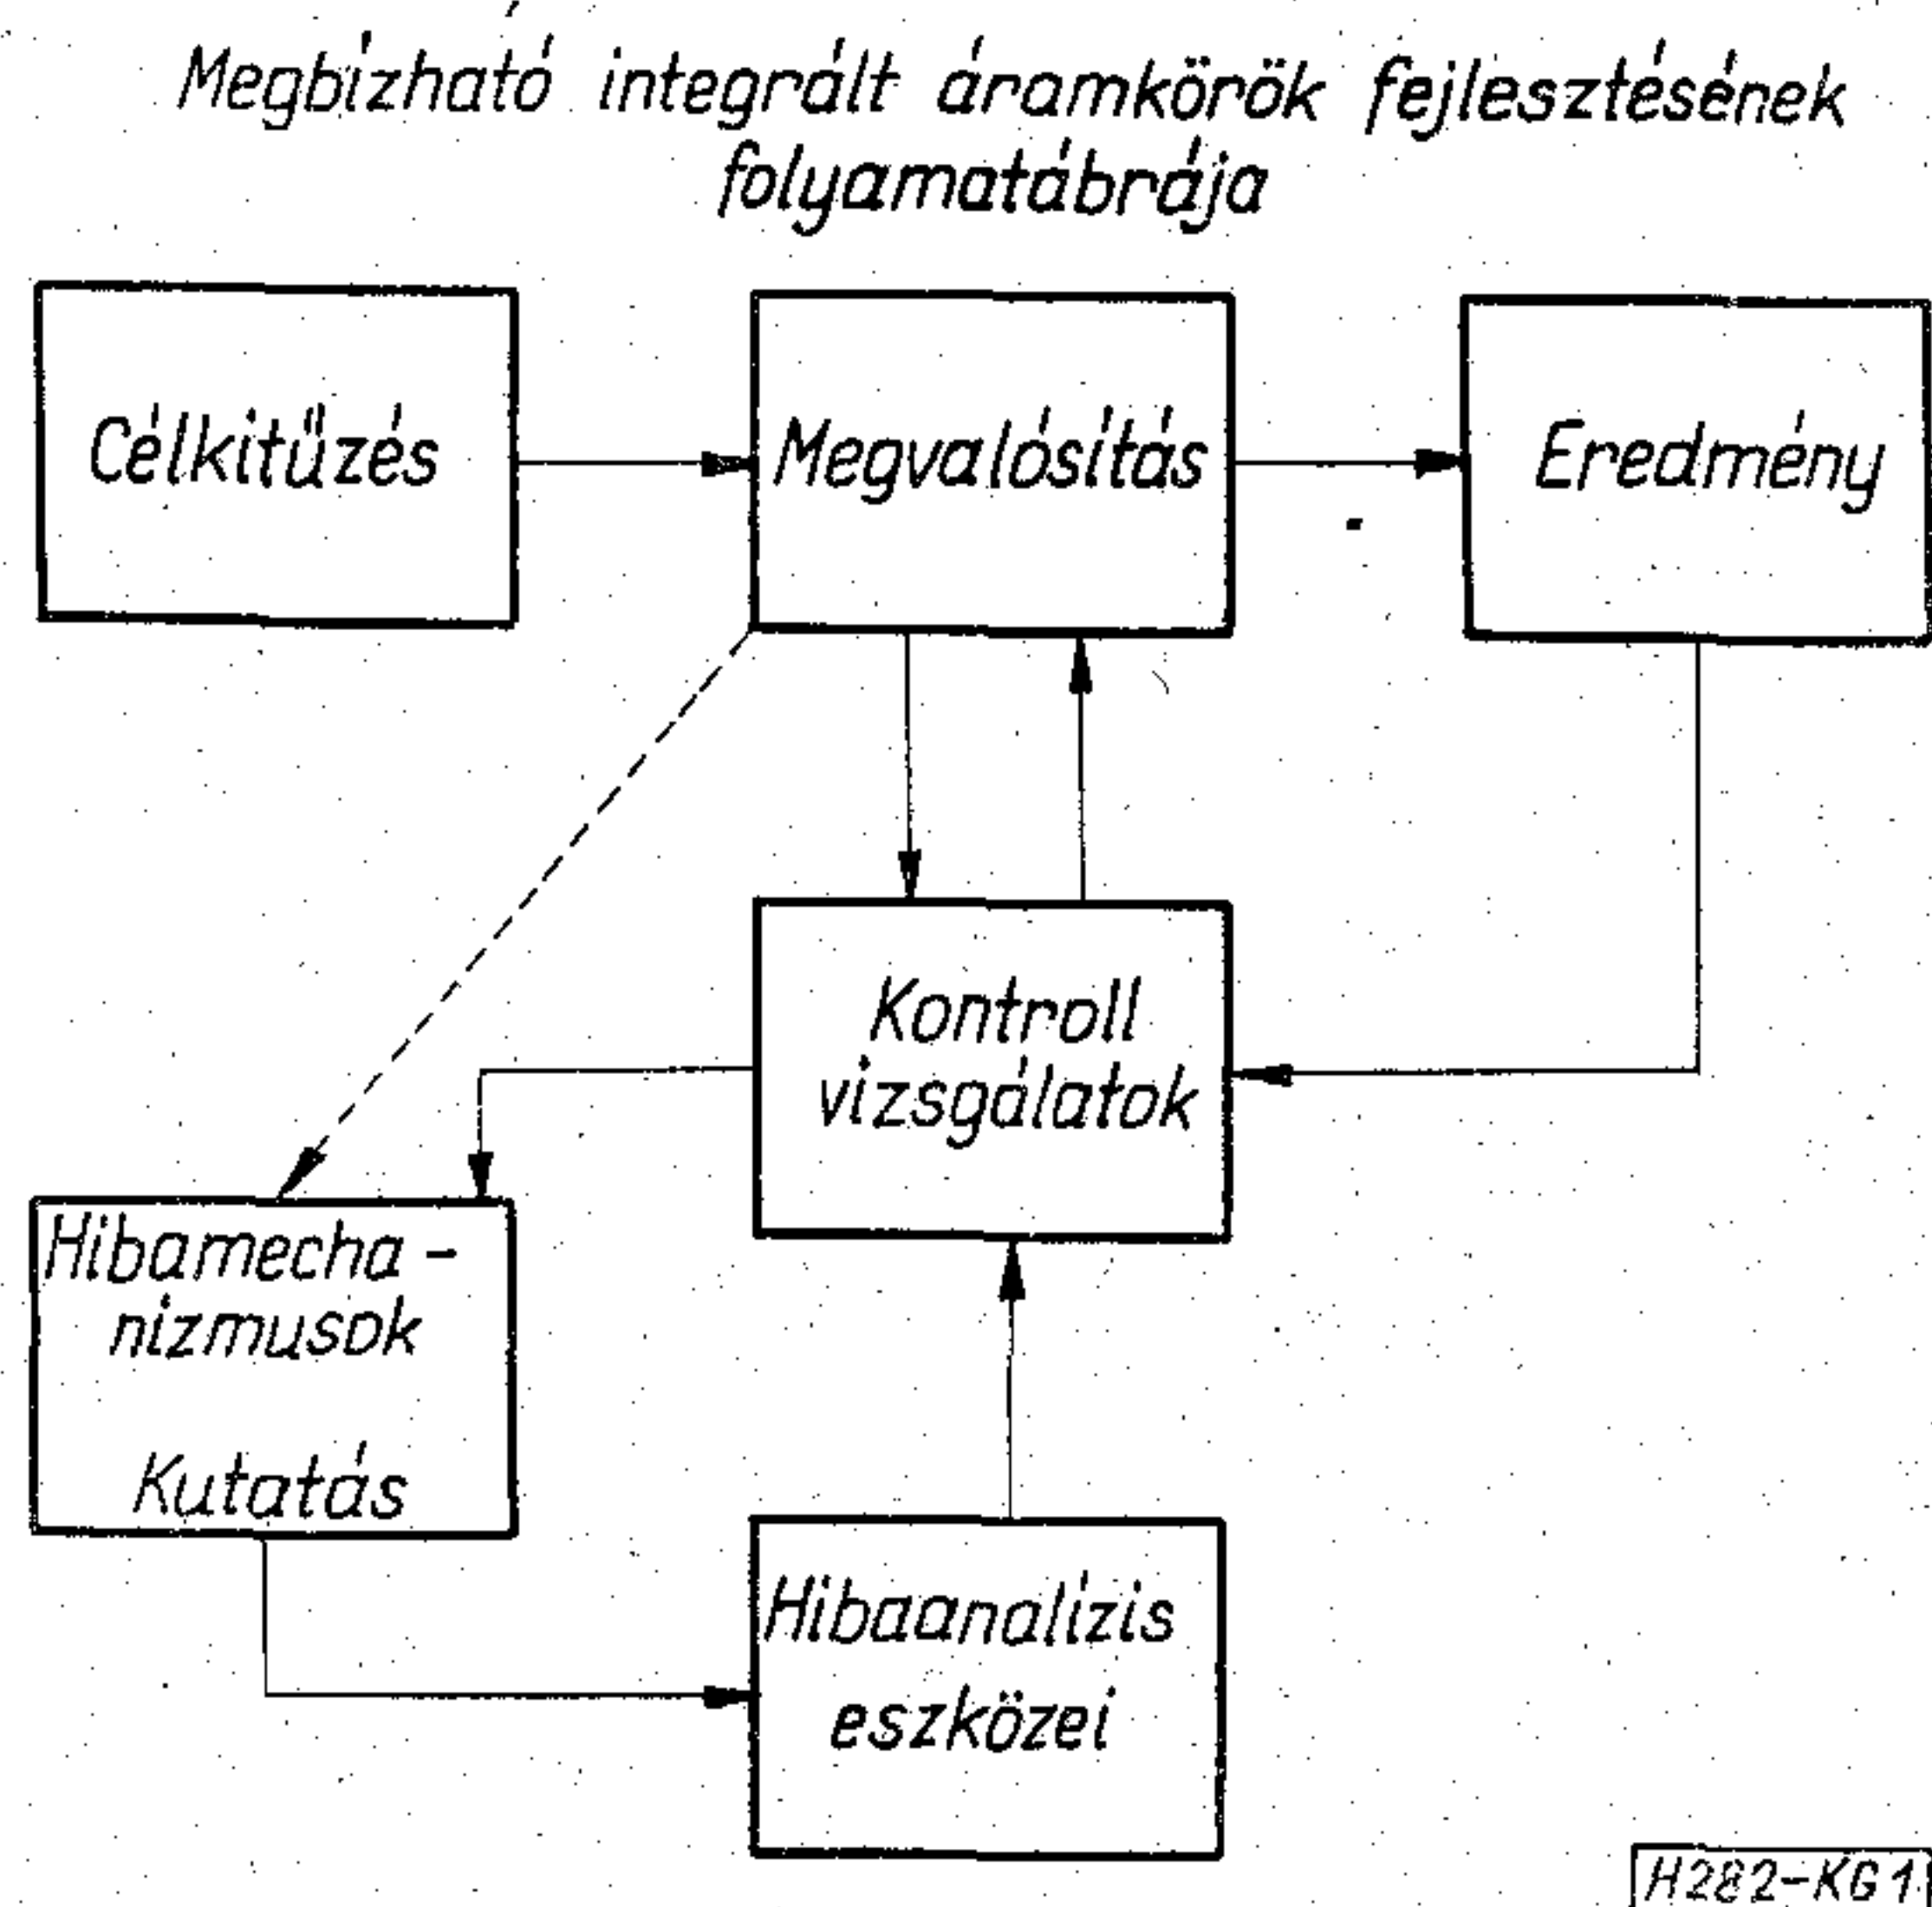 Megbízható integrált áramkörök fejlesztésének
folyamatábrája
Célkitűzés
Megvalósítás
Eredmény
Kontroll
vizsgálatok
Hibamecha-
nizmusok
Kutatás
Hibaanalízis
eszközei
H282-KG1